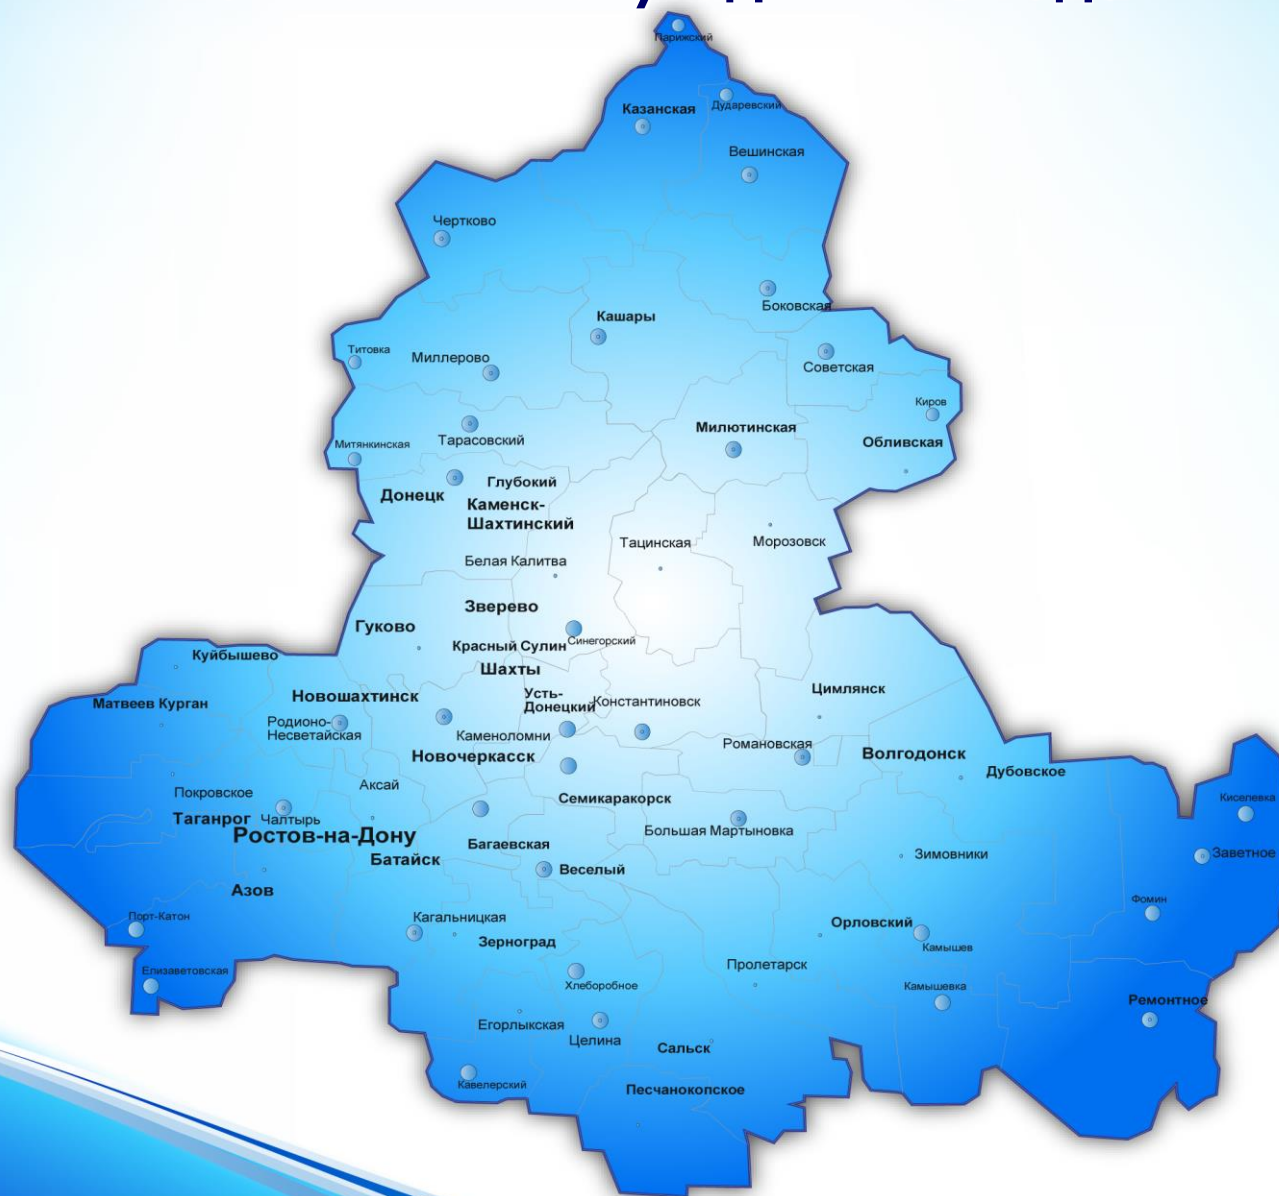 Парижский
Казанская
Дударевский
Вешинская
Чертково
Боковская
Кашары
Титовка
Миллерово
Советская
Киров
Милютинская
Тарасовский
Митянкинская
Обливская
Глубокий
Донецк
Каменск-
Шахтинский
Тацинская
Морозовск
Белая Калитва
Зверево
Гуково
Синегорский
Красный Сулин
Куйбышево
Шахты
Цимлянск
Новошахтинск
Усть-
Донецкий
Константиновск
Матвеев Курган
Родионо-
Несветайская
Каменоломни
Романовская
Новочеркасск
Волгодонск
Дубовское
Аксай
Покровское
Семикаракорск
Киселевка
Таганрог
Чалтырь
Большая Мартыновка
Ростов-на-Дону
Багаевская
Батайск
Зимовники
Заветное
Веселый
Азов
Фомин
Порт-Катон
Кагальницкая
Орловский
Зерноград
Камышев
Пролетарск
Елизаветовская
Хлеборобное
Камышевка
Ремонтное
Егорлыкская
Целина
Сальск
Кавелерский
Песчанокопское